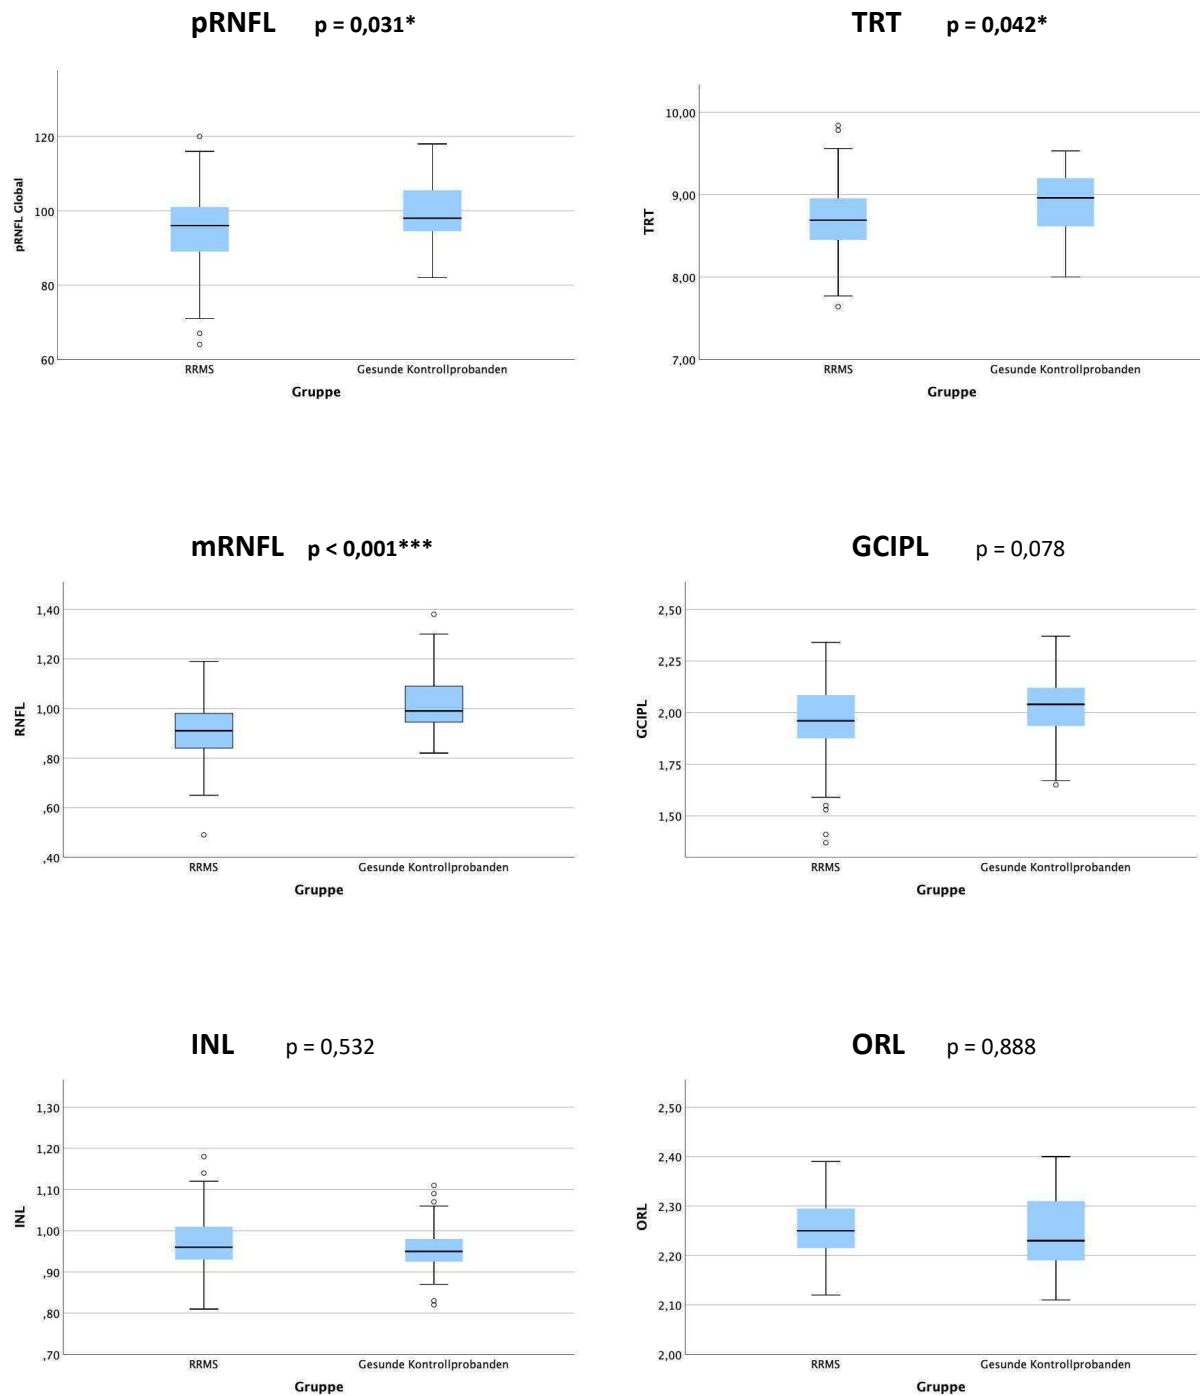 pRNFL p = 0,031*
120
100
80
60
pRNFL Global
RRMS
Gesunde Kontrollprobanden
Gruppe
TRT p = 0,042*
10,00
9,00
8,00
7,00
TRT
RRMS
Gesunde Kontrollprobanden
Gruppe
mRNFL p < 0,001***
1,40
1,20
1,00
,80
,60
,40
RNFL
RRMS
Gesunde Kontrollprobanden
Gruppe
GCIPL p = 0,078
2,50
2,25
2,00
1,75
1,50
GCIPL
RRMS
Gesunde Kontrollprobanden
Gruppe
INL p = 0,532
1,30
1,20
1,10
1,00
,90
,80
,70
INL
RRMS
Gesunde Kontrollprobanden
Gruppe
ORL p = 0,888
2,50
2,40
2,30
2,20
2,10
2,00
ORL
RRMS
Gesunde Kontrollprobanden
Gruppe